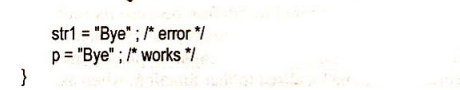 str1 = "Bye" ; /* error */
p = "Bye" ; /* works */
}